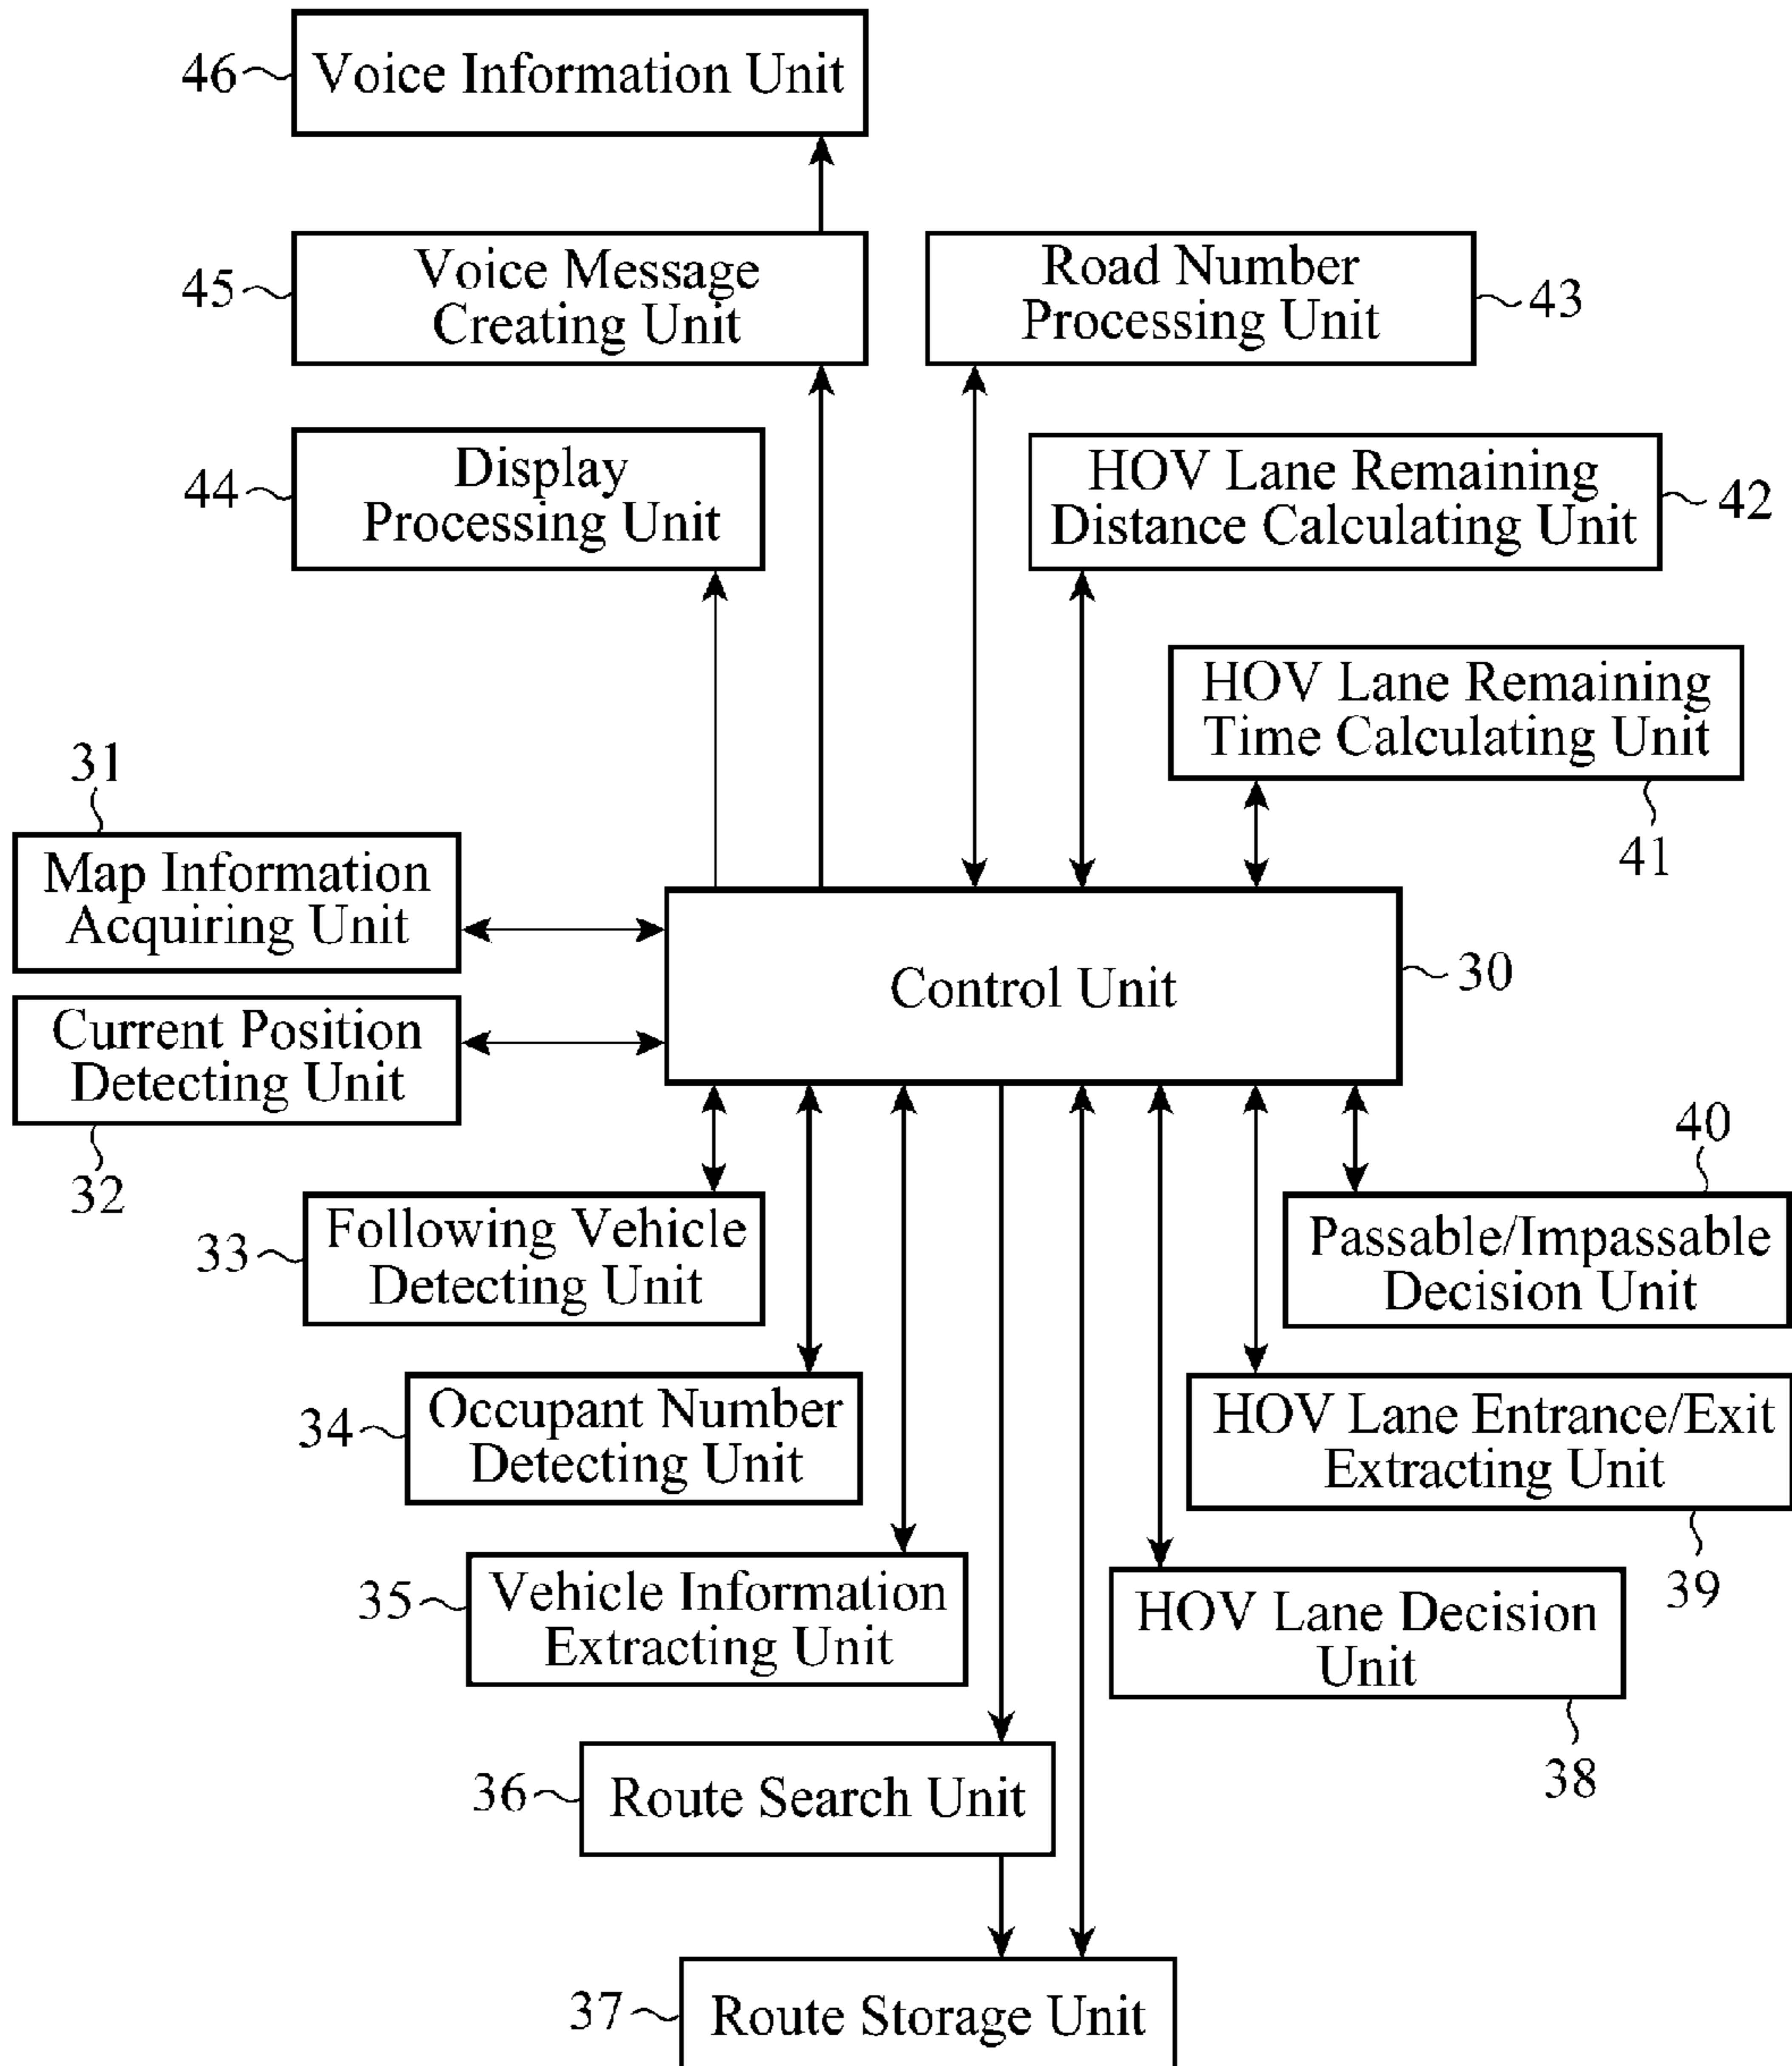 46
Voice Information Unit
45
Voice Message
Creating Unit
Road Number
Processing Unit
43
44
Display
Processing Unit
HOV Lane Remaining
Distance Calculating Unit
42
HOV Lane Remaining
Time Calculating Unit
41
31
Map Information
Acquiring Unit
Control Unit
30
Current Position
Detecting Unit
32
33
Following Vehicle
Detecting Unit
40
Passable/Impassable
Decision Unit
34
Occupant Number
Detecting Unit
HOV Lane Entrance/Exit
Extracting Unit
39
35
Vehicle Information
Extracting Unit
HOV Lane Decision
Unit
38
36
Route Search Unit
37
Route Storage Unit